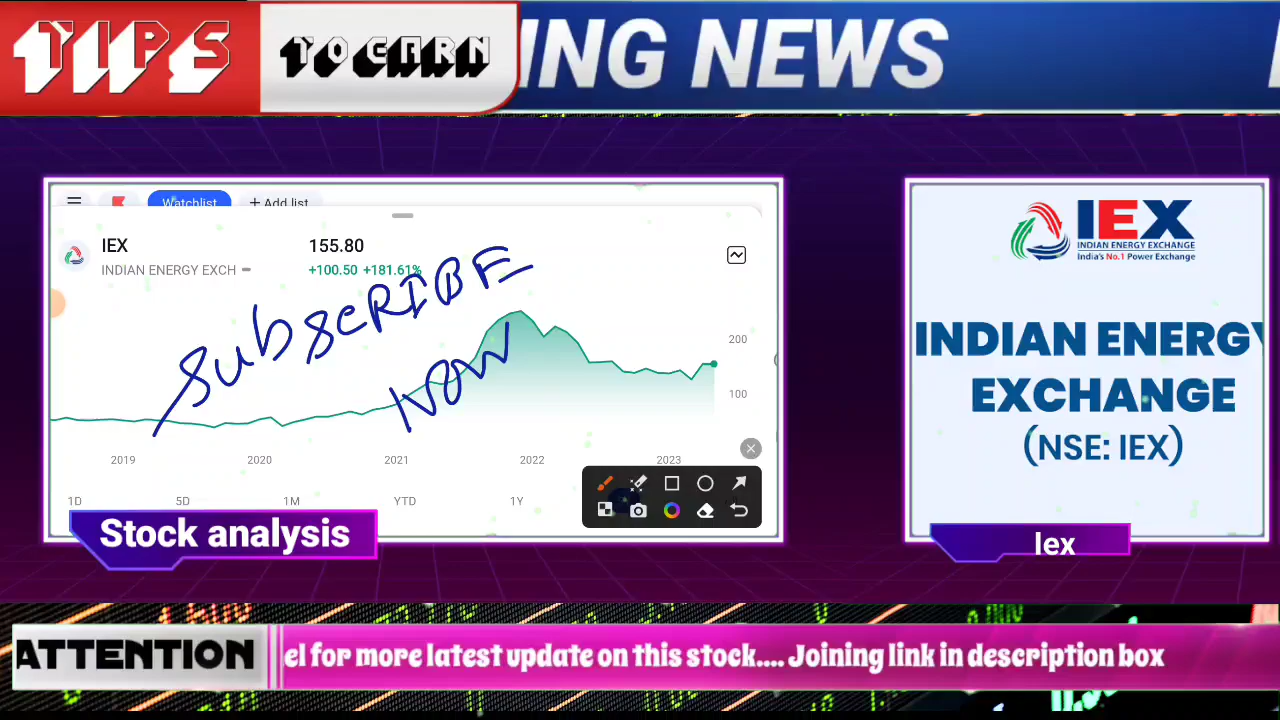 TIPS
TO EARN
ING NEWS
Watchlist
+ Add list
IEX
155.80
INDIAN ENERGY EXCH
+100.50 +181.61%
SUBSCRIBE
NOW
200
100
2019
2020
2021
2022
2023
1D
5D
1M
YTD
1Y
Stock analysis
IEX
INDIAN ENERGY EXCHANGE
India's No.1 Power Exchange
INDIAN ENERGY
EXCHANGE
(NSE: IEX)
Iex
ATTENTION
el for more latest update on this stock.... Joining link in description box